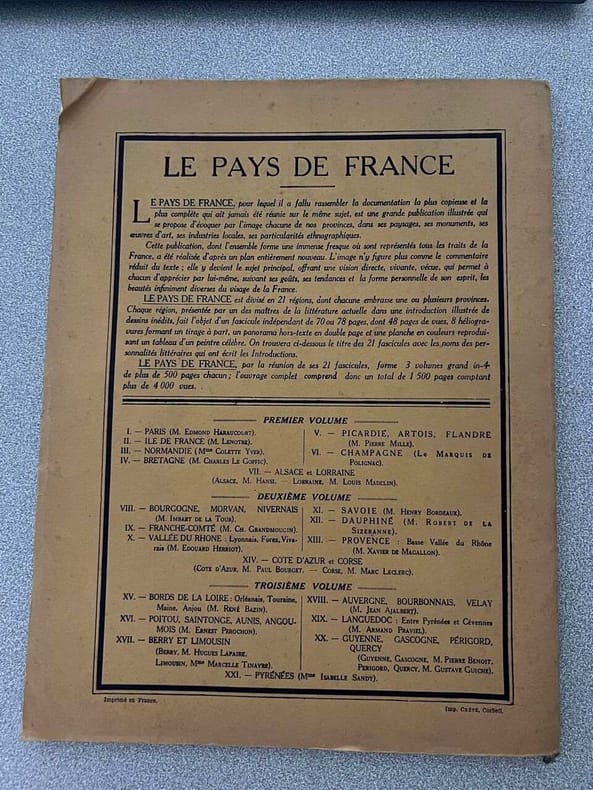 LE PAYS DE FRANCE
LE PAYS DE FRANCE, pour lequel il a fallu rassembler la documentation la plus copieuse et la
plus complète qui ait jamais été réunie sur le même sujet, est une grande publication illustrée qui
se propose d'évoquer par l'image chacune de nos provinces, dans ses paysages, ses monuments, ses
œuvres d'art, ses industries locales, ses particularités ethnographiques.
Cette publication, dont l'ensemble forme une immense fresque où sont représentés tous les traits de la
France, a été réalisée d'après un plan entièrement nouveau. L'image n'y figure plus comme le commentaire
réduit du texte ; elle y devient le sujet principal, offrant une vision directe, vivante, vécue, qui permet à
chacun d'apprécier par lui-même, suivant ses goûts, ses tendances et la forme personnelle de son esprit, les
beautés infiniment diverses du visage de la France.
LE PAYS DE FRANCE est divisé en 21 régions, dont chacune embrasse une ou plusieurs provinces.
Chaque région, présentée par un des maîtres de la littérature actuelle dans une introduction illustrée de
dessins inédits, fait l'objet d'un fascicule indépendant de 70 ou 78 pages, dont 48 pages de vues, 8 héliogra-
vures formant un tirage à part, un panorama hors-texte en double page et une planche en couleurs reprodui-
sant un tableau d'un peintre célèbre. On trouvera ci-dessous le titre des 21 fascicules avec les noms des per-
sonnalités littéraires qui ont écrit les Introductions.
LE PAYS DE FRANCE, par la réunion de ses 21 fascicules, forme 3 volumes grand in-4°
de plus de 500 pages chacun ; l'ouvrage complet comprend donc un total de 1 500 pages comptant
plus de 4 000 vues.
PREMIER VOLUME
I. — PARIS (M. Edmond Haraucourt).
II. — ILE DE FRANCE (M. Lenotre).
III. — NORMANDIE (Mme Colette Yver).
IV. — BRETAGNE (M. Charles Le Goffic).
V. — PICARDIE, ARTOIS, FLANDRE
(M. Pierre Mille).
VI. — CHAMPAGNE (Le Marquis de
Polignac).
VII. — ALSACE et LORRAINE
(Alsace, M. Hansi. — Lorraine, M. Louis Madelin).
DEUXIÈME VOLUME
VIII. — BOURGOGNE, MORVAN, NIVERNAIS
(M. Imbart de la Tour).
IX. — FRANCHE-COMTÉ (M. Ch. Grandmougin).
X. — VALLÉE DU RHONE : Lyonnais, Forez, Viva-
rais (M. Edouard Herriot).
XI. — SAVOIE (M. Henry Bordeaux).
XII. — DAUPHINÉ (M. Robert de la
Sizeranne).
XIII. — PROVENCE : Basse Vallée du Rhône
(M. Xavier de Magallon).
XIV. — COTE D'AZUR et CORSE
(Cote d'Azur, M. Paul Bourget. — Corse, M. Marc Leclerc).
TROISIÈME VOLUME
XV. — BORDS DE LA LOIRE : Orléanais, Touraine,
Maine, Anjou (M. René Bazin).
XVI. — POITOU, SAINTONGE, AUNIS, ANGOU-
MOIS (M. Ernest Perochon).
XVII. — BERRY ET LIMOUSIN
(Berry, M. Hugues Lapaire.
Limousin, Mme Marcelle Tinayre).
XVIII. — AUVERGNE, BOURBONNAIS, VELAY
(M. Jean Ajalbert).
XIX. — LANGUEDOC : Entre Pyrénées et Cévennes
(M. Armand Praviel).
XX. — GUYENNE, GASCOGNE, PÉRIGORD,
QUERCY
(Guyenne, Gascogne, M. Pierre Benoit.
Perigord, Quercy, M. Gustave Guiche).
XXI. — PYRÉNÉES (Mme Isabelle Sandy).
Imprimé en France.
Imp. Crété, Corbeil.